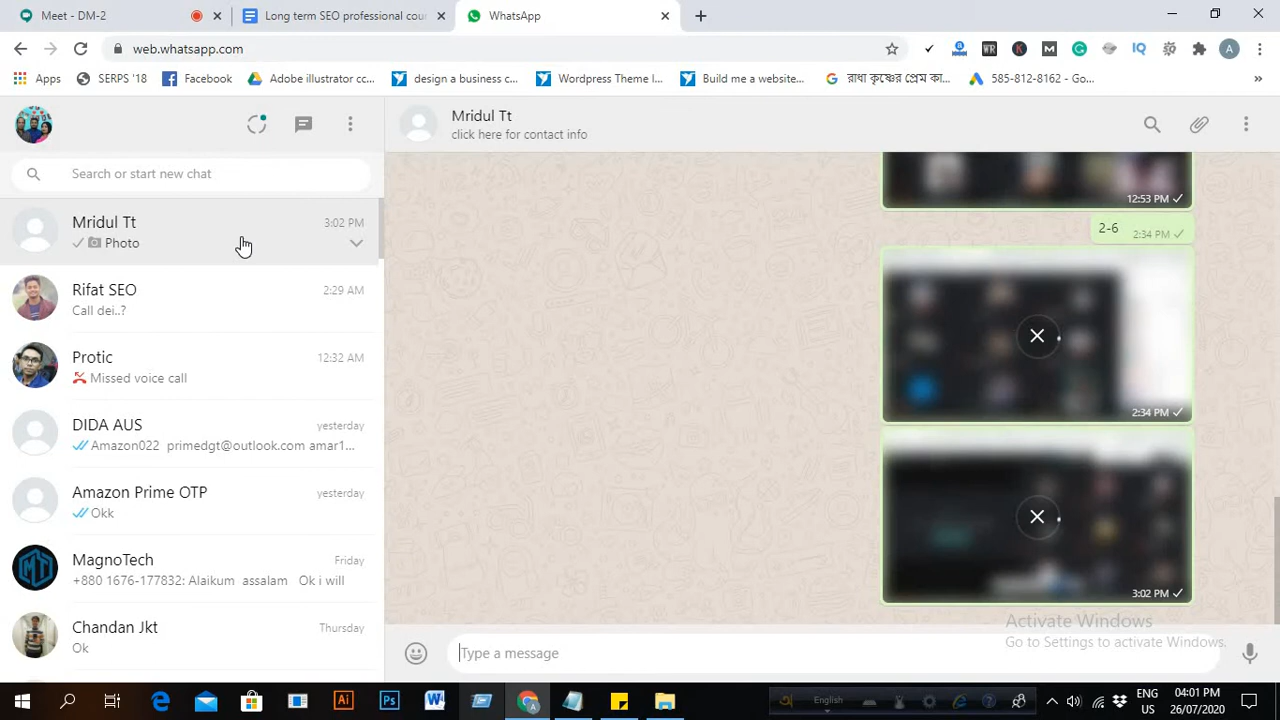 Meet - DM-2
Long term SEO professional cou
WhatsApp
web.whatsapp.com
Apps
SERPS '18
Facebook
Adobe illustrator cc...
design a business c...
Wordpress Theme I...
Build me a website...
রাধা কৃষ্ণের প্রেম কা...
585-812-8162 - Go...
»
Mridul Tt
click here for contact info
Search or start new chat
Mridul Tt
3:02 PM
Photo
Rifat SEO
2:29 AM
Call dei..?
Protic
12:32 AM
Missed voice call
DIDA AUS
yesterday
Amazon022 primedgt@outlook.com amar1...
Amazon Prime OTP
yesterday
Okk
MagnoTech
Friday
+880 1676-177832: Alaikum assalam Ok i will
Chandan Jkt
Thursday
Ok
12:53 PM
2-6 2:34 PM
2:34 PM
3:02 PM
Activate Windows
Go to Settings to activate Windows.
Type a message
English
ENG
US
04:01 PM
26/07/2020